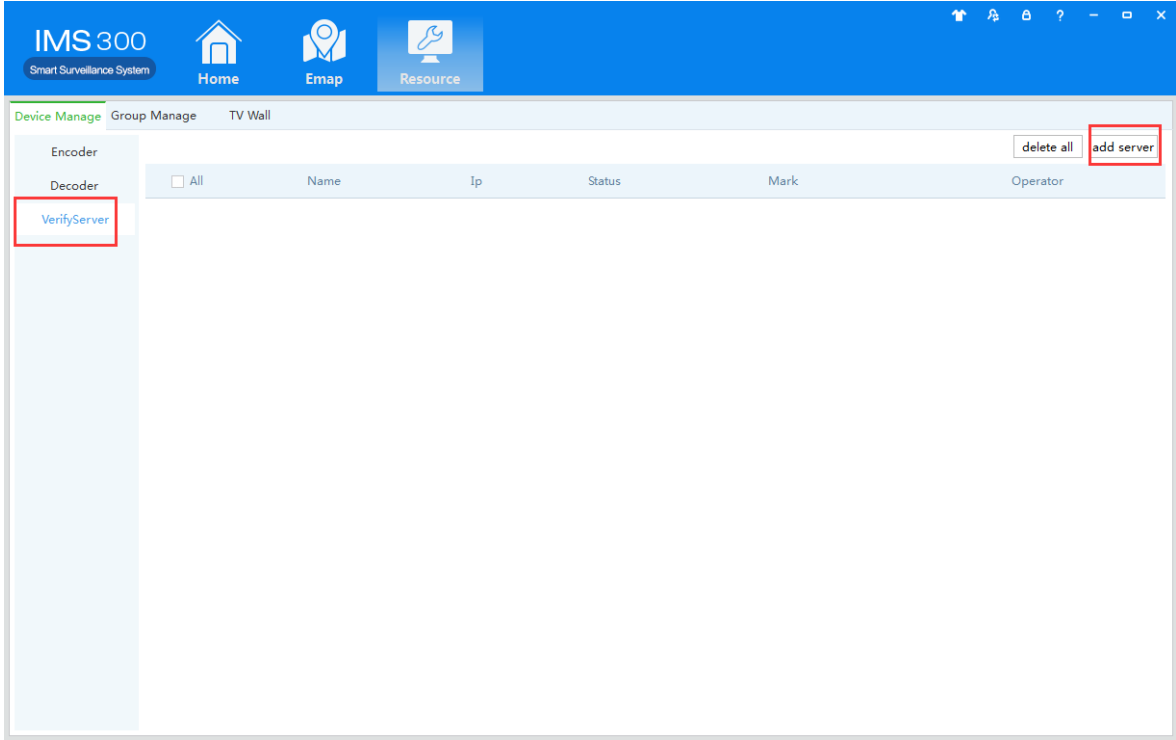 IMS 300
Smart Surveillance System
Home
Emap
Resource
?
Device Manage Group Manage TV Wall
Encoder
Decoder
VerifyServer
delete all add server
All Name Ip Status Mark Operator